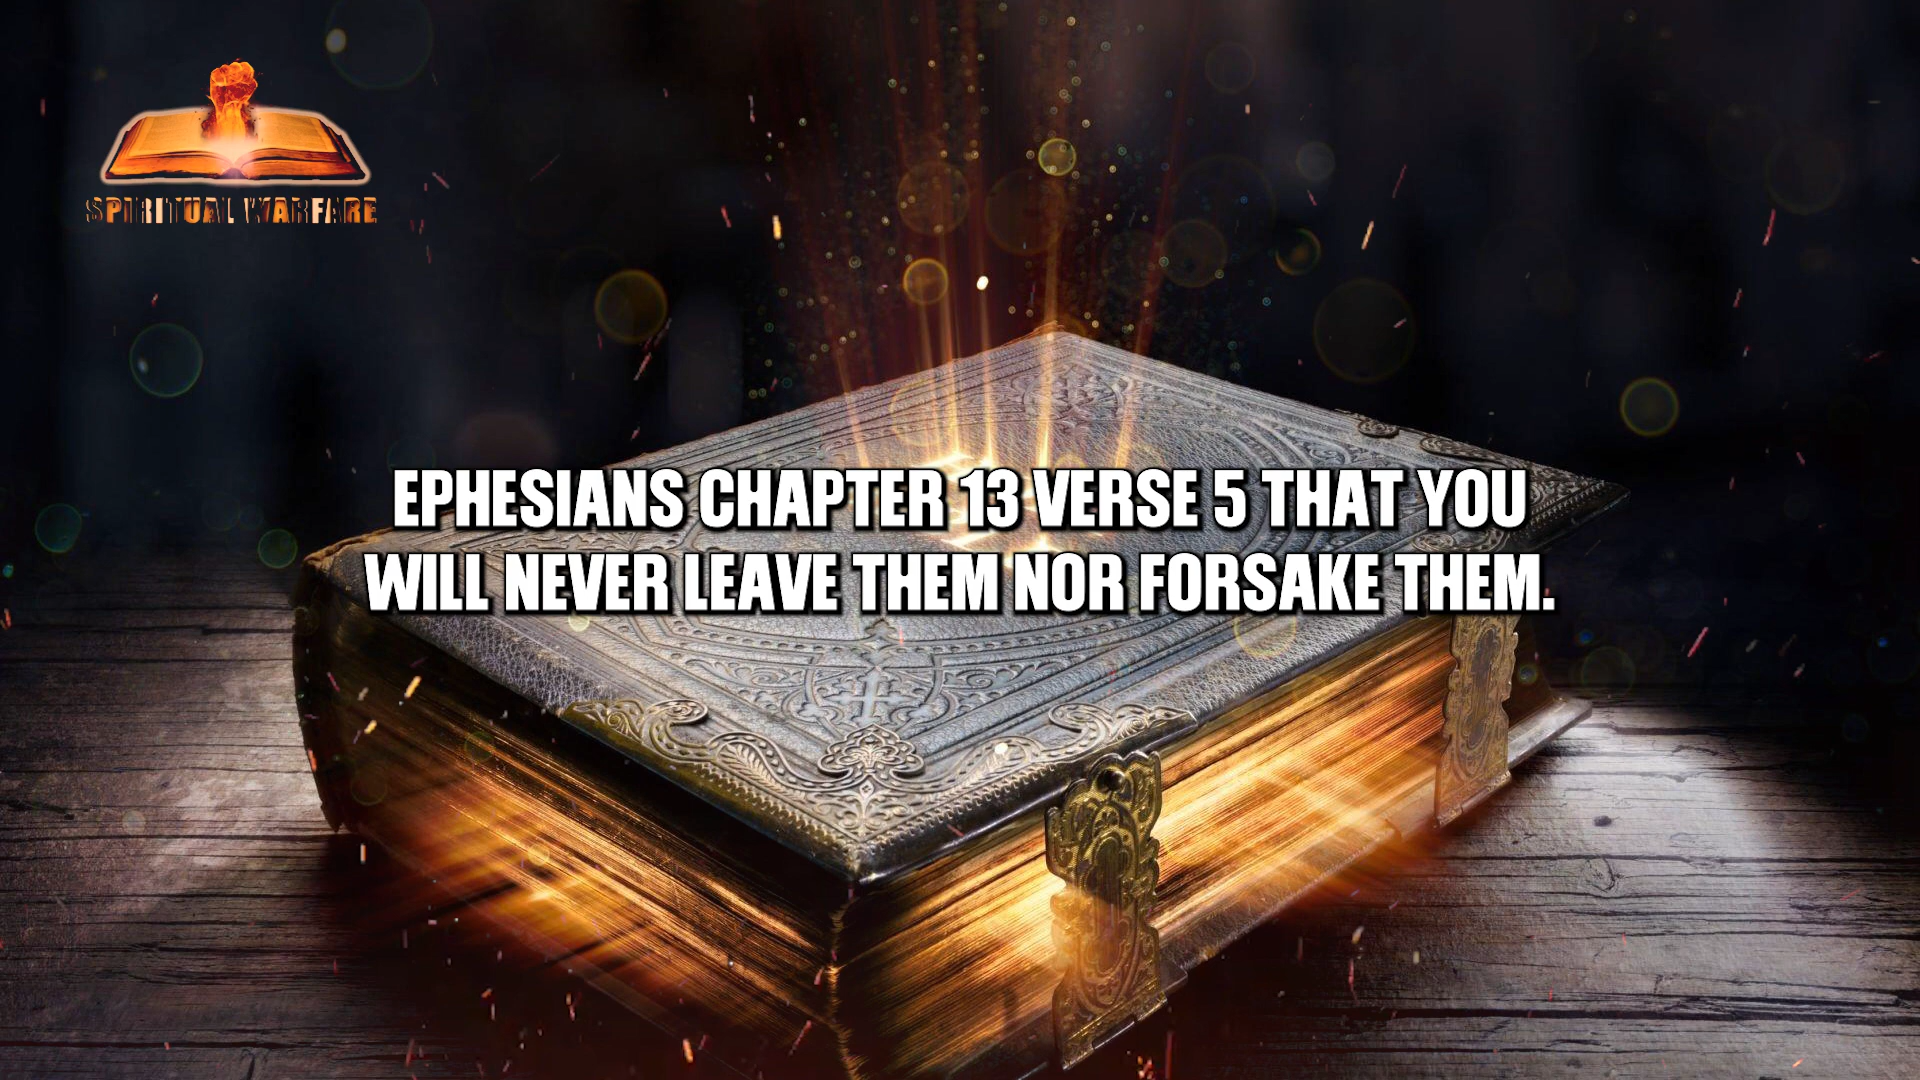 SPIRITUAL WARFARE
EPHESIANS CHAPTER 13 VERSE 5 THAT YOU
WILL NEVER LEAVE THEM NOR FORSAKE THEM.